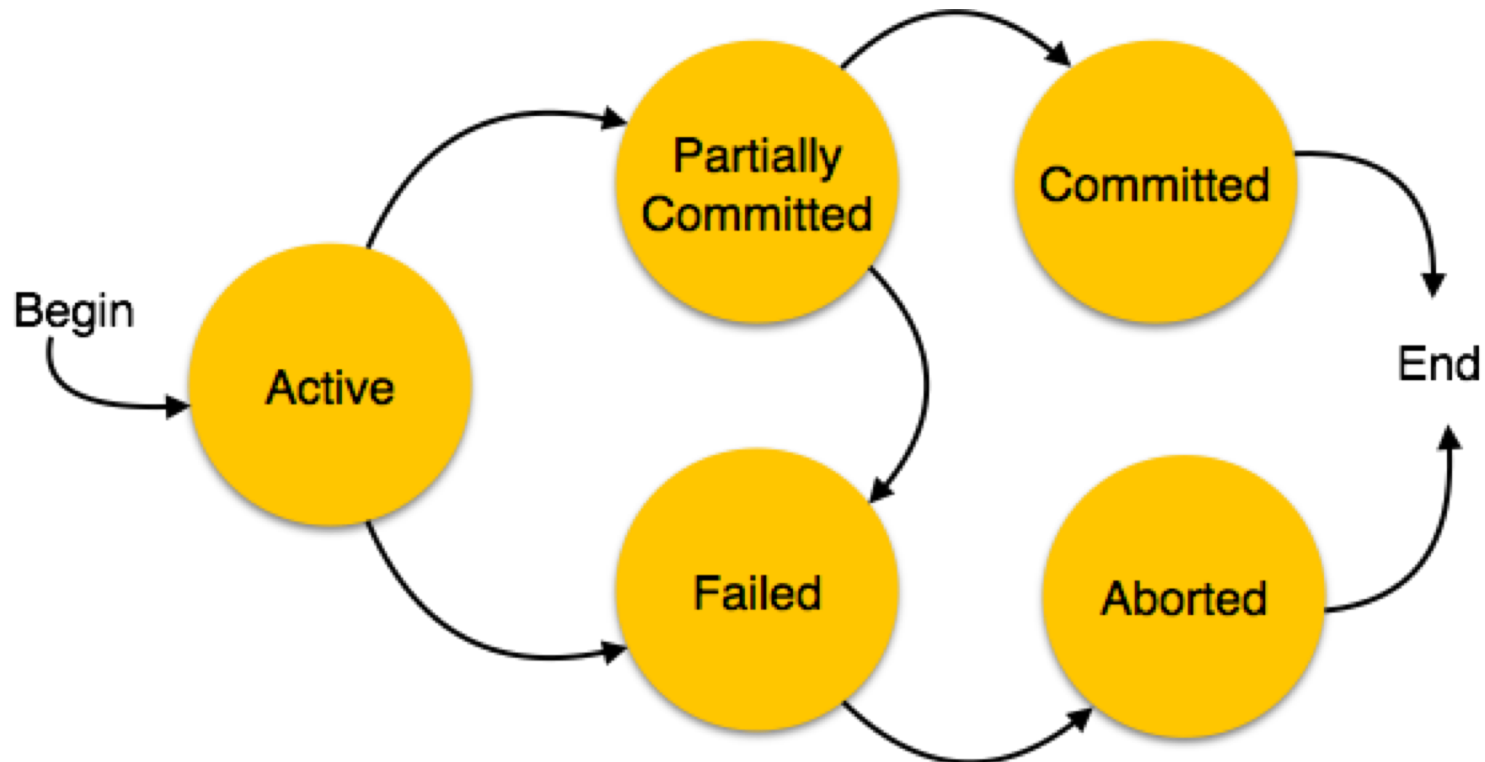 Begin
Active
Partially
Committed
Committed
Failed
Aborted
End